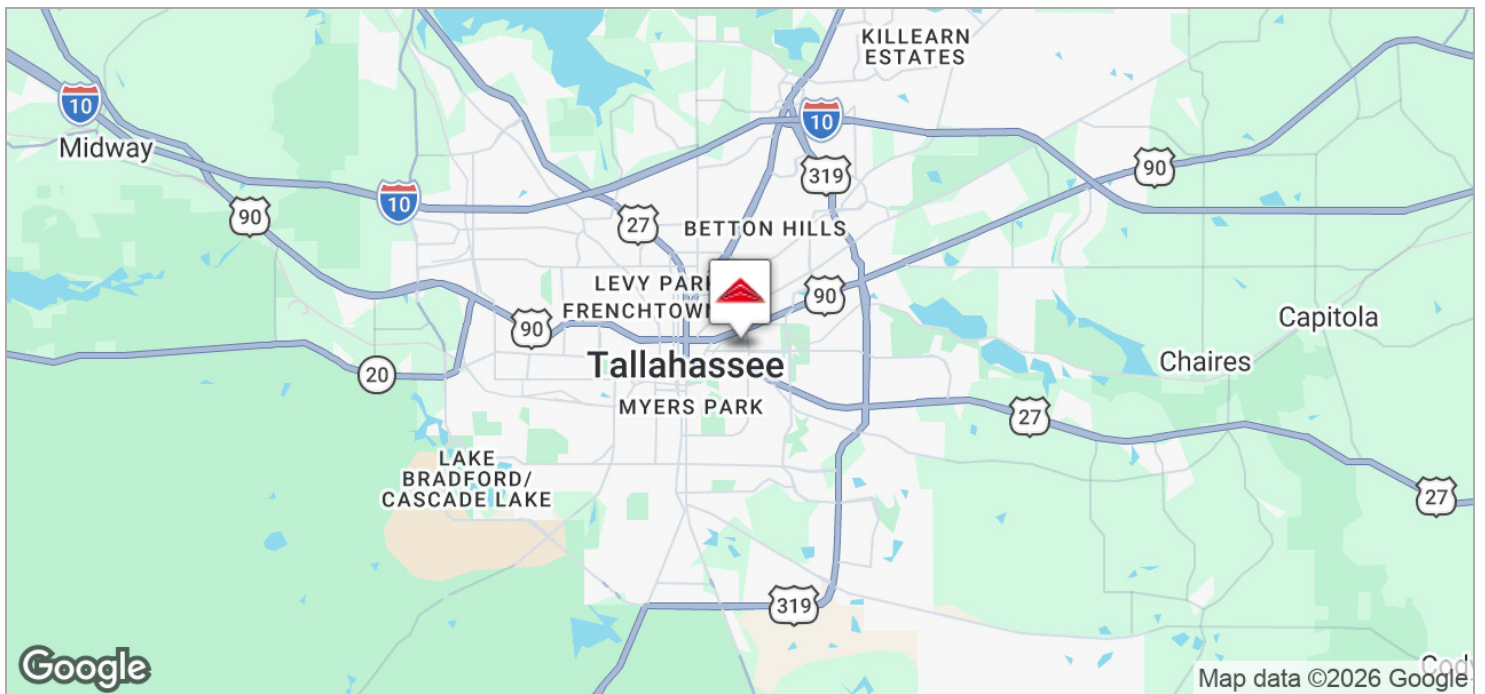 KILLEARN
ESTATES
10
10
Midway
319
90
10
90
27
BETTON HILLS
LEVY PARK
FRENCHTOWN
90
90
Capitola
Tallahassee
Chaires
20
MYERS PARK
27
LAKE
BRADFORD/
CASCADE LAKE
27
319
Google
Map data ©2026 Google